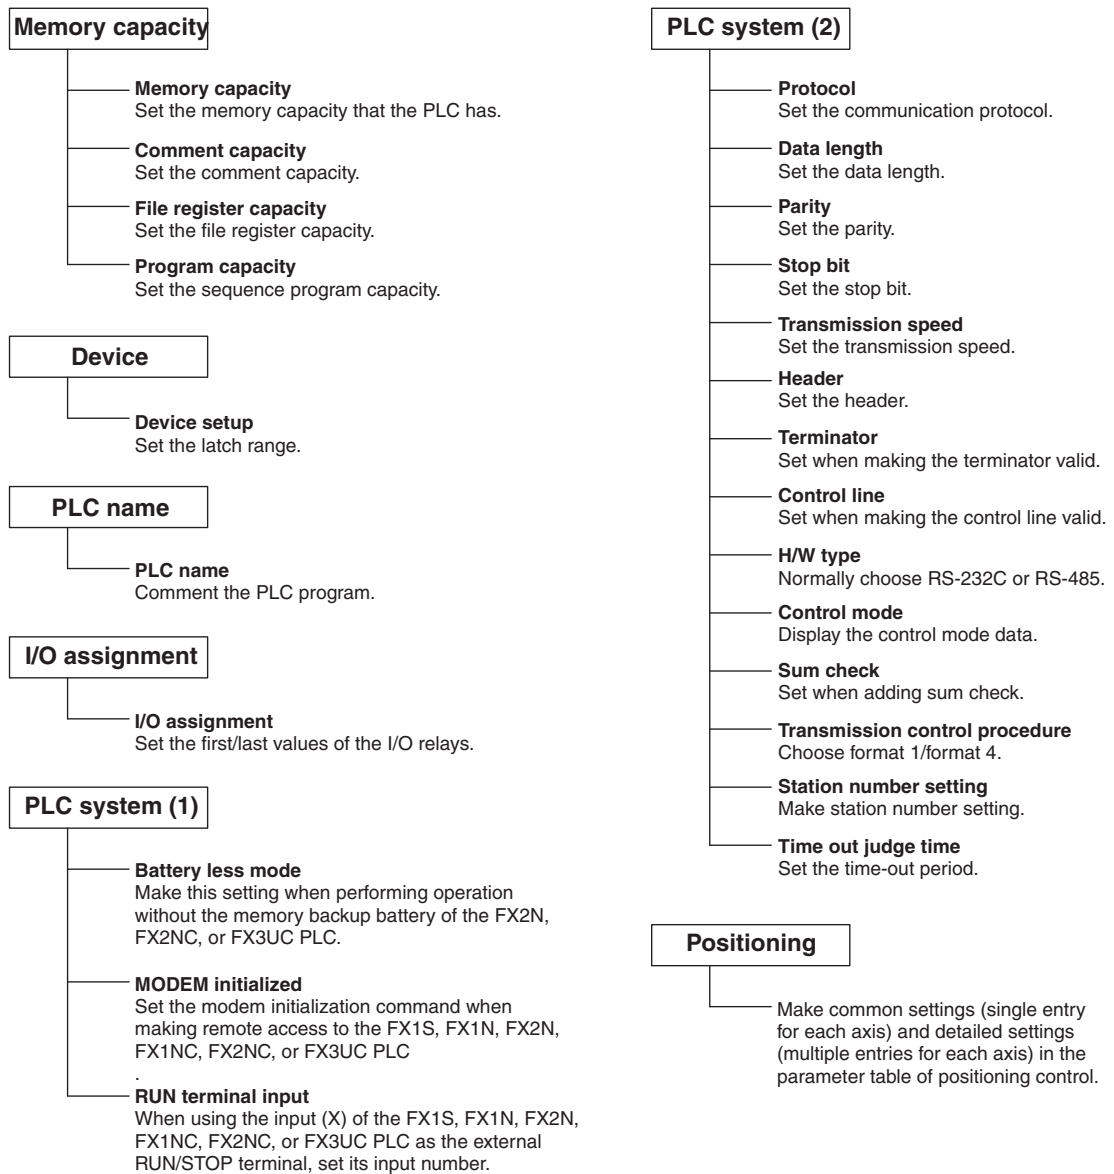 Memory capacity
Memory capacity
Set the memory capacity that the PLC has.
Comment capacity
Set the comment capacity.
File register capacity
Set the file register capacity.
Program capacity
Set the sequence program capacity.
Device
Device setup
Set the latch range.
PLC name
PLC name
Comment the PLC program.
I/O assignment
I/O assignment
Set the first/last values of the I/O relays.
PLC system (1)
Battery less mode
Make this setting when performing operation
without the memory backup battery of the FX2N,
FX2NC, or FX3UC PLC.
MODEM initialized
Set the modem initialization command when
making remote access to the FX1S, FX1N, FX2N,
FX1NC, FX2NC, or FX3UC PLC
.
RUN terminal input
When using the input (X) of the FX1S, FX1N, FX2N,
FX1NC, FX2NC, or FX3UC PLC as the external
RUN/STOP terminal, set its input number.
PLC system (2)
Protocol
Set the communication protocol.
Data length
Set the data length.
Parity
Set the parity.
Stop bit
Set the stop bit.
Transmission speed
Set the transmission speed.
Header
Set the header.
Terminator
Set when making the terminator valid.
Control line
Set when making the control line valid.
H/W type
Normally choose RS-232C or RS-485.
Control mode
Display the control mode data.
Sum check
Set when adding sum check.
Transmission control procedure
Choose format 1/format 4.
Station number setting
Make station number setting.
Time out judge time
Set the time-out period.
Positioning
Make common settings (single entry
for each axis) and detailed settings
(multiple entries for each axis) in the
parameter table of positioning control.